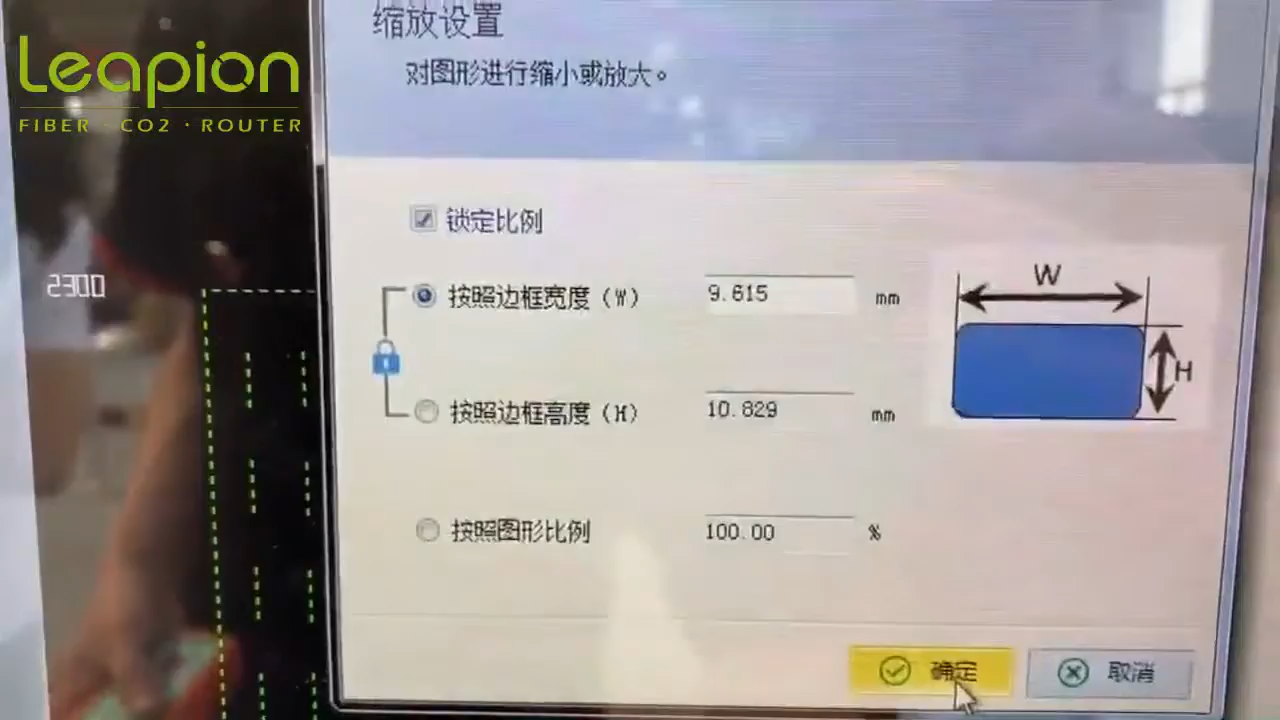 缩放设置
对图形进行缩小或放大。
Leapion
FIBER · CO2 · ROUTER
锁定比例
2300
按照边框宽度(W) 9.615 mm
W
H
按照边框高度(H) 10.829 mm
按照图形比例 100.00 %
确定 取消